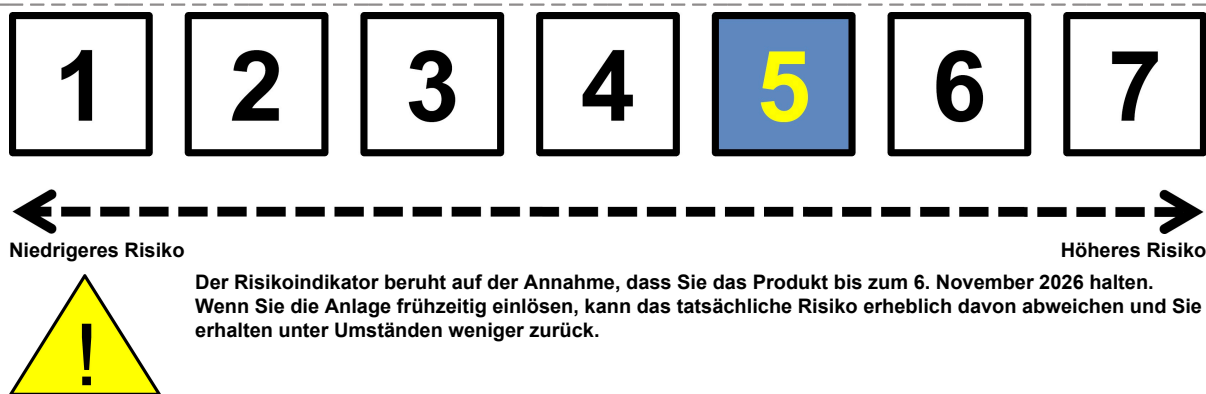 1 2 3 4 5 6 7
Niedrigeres Risiko Höheres Risiko
Der Risikoindikator beruht auf der Annahme, dass Sie das Produkt bis zum 6. November 2026 halten.
Wenn Sie die Anlage frühzeitig einlösen, kann das tatsächliche Risiko erheblich davon abweichen und Sie
erhalten unter Umständen weniger zurück.
!